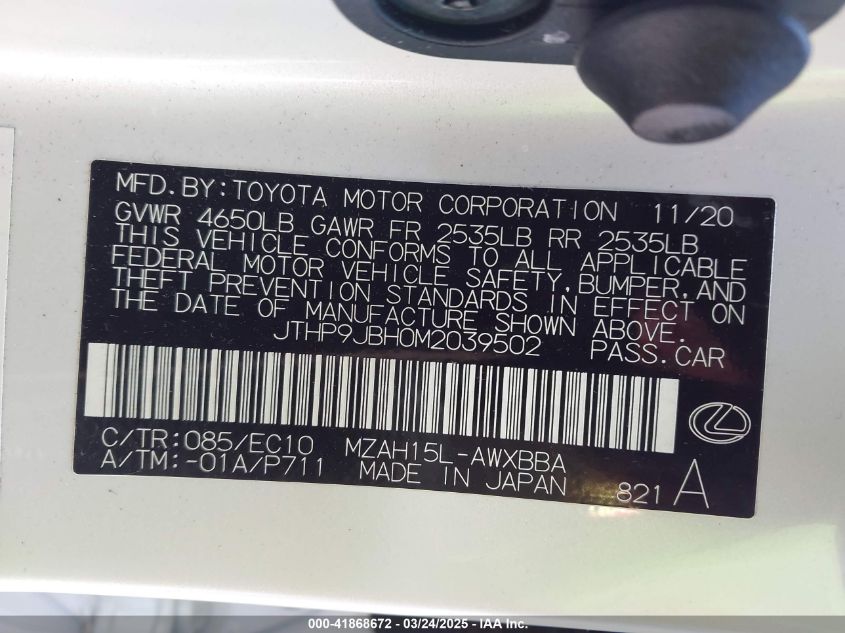 MFD.BY:TOYOTA MOTOR CORPORATION 11/20
GVWR 4650LB GAWR FR 2535LB RR 2535LB
THIS VEHICLE CONFORMS TO ALL APPLICABLE
FEDERAL MOTOR VEHICLE SAFETY,BUMPER,AND
THEFT PREVENTION STANDARDS IN EFFECT ON
THE DATE OF MANUFACTURE SHOWN ABOVE.
JTHP9JBH0M2039502 PASS.CAR
C/TR:085/EC10 MZAH15L-AWXBBA
A/TM:-01A/P711 MADE IN JAPAN 821 A
000-41868672 - 03/24/2025 - IAA Inc.